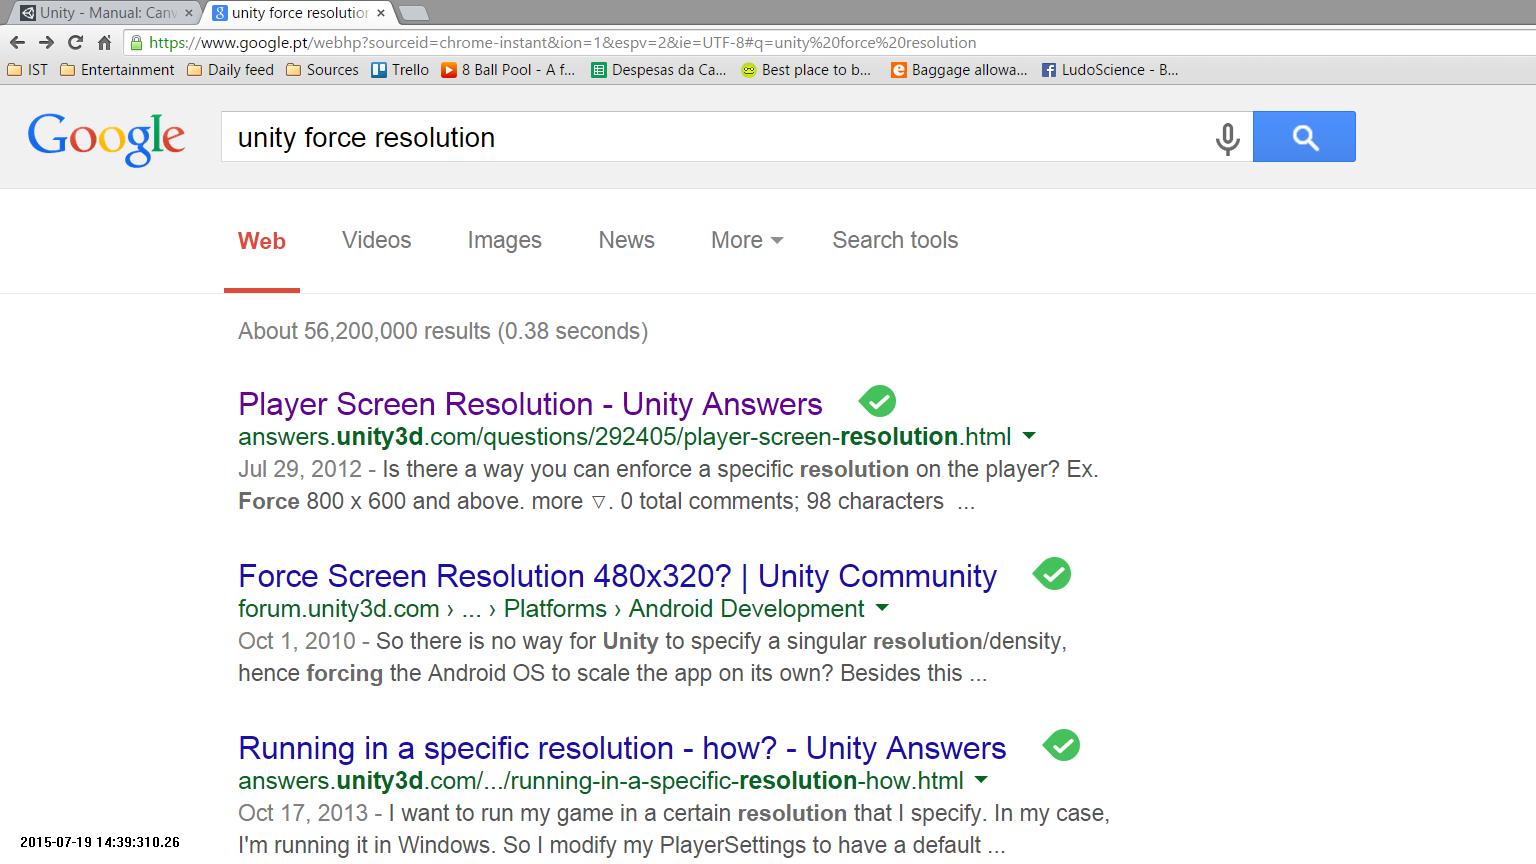 Unity - Manual: Canv
unity force resolution
https://www.google.pt/webhp?sourceid=chrome-instant&ion=1&espv=2&ie=UTF-8#q=unity%20force%20resolution
IST Entertainment Daily feed Sources Trello 8 Ball Pool - A f... Despesas da Ca... Best place to b... Baggage allowa... LudoScience - B...
Google unity force resolution
Web Videos Images News More Search tools
About 56,200,000 results (0.38 seconds)
Player Screen Resolution - Unity Answers
answers.unity3d.com/questions/292405/player-screen-resolution.html
Jul 29, 2012 - Is there a way you can enforce a specific resolution on the player? Ex.
Force 800 x 600 and above. more ▽. 0 total comments; 98 characters ...
Force Screen Resolution 480x320? | Unity Community
forum.unity3d.com › ... › Platforms › Android Development
Oct 1, 2010 - So there is no way for Unity to specify a singular resolution/density,
hence forcing the Android OS to scale the app on its own? Besides this ...
Running in a specific resolution - how? - Unity Answers
answers.unity3d.com/.../running-in-a-specific-resolution-how.html
Oct 17, 2013 - I want to run my game in a certain resolution that I specify. In my case,
I'm running it in Windows. So I modify my PlayerSettings to have a default ...
2015-07-19 14:39:310.26